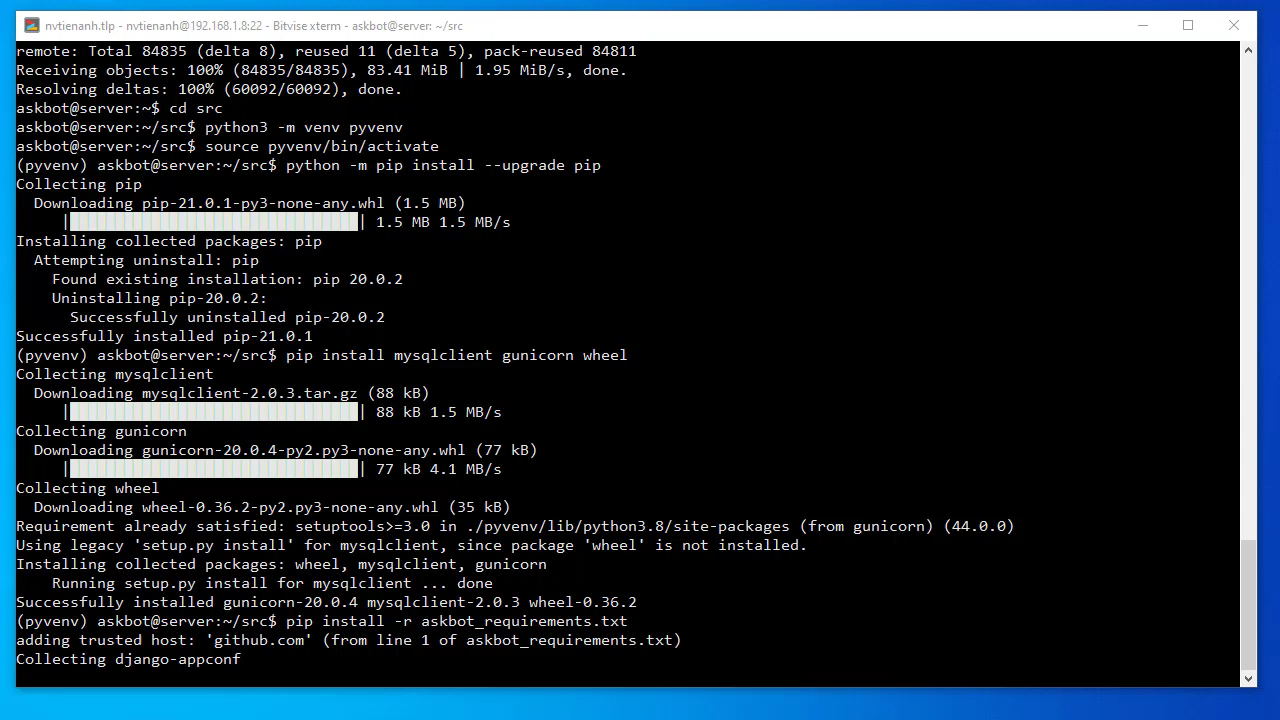 nvtienanh.tlp - nvtienanh@192.168.1.8:22 - Bitvise xterm - askbot@server: ~/src
remote: Total 84835 (delta 8), reused 11 (delta 5), pack-reused 84811
Receiving objects: 100% (84835/84835), 83.41 MiB | 1.95 MiB/s, done.
Resolving deltas: 100% (60092/60092), done.
askbot@server:~$ cd src
askbot@server:~/src$ python3 -m venv pyvenv
askbot@server:~/src$ source pyvenv/bin/activate
(pyvenv) askbot@server:~/src$ python -m pip install --upgrade pip
Collecting pip
  Downloading pip-21.0.1-py3-none-any.whl (1.5 MB)
     |████████████████████████████████| 1.5 MB 1.5 MB/s
Installing collected packages: pip
  Attempting uninstall: pip
    Found existing installation: pip 20.0.2
    Uninstalling pip-20.0.2:
      Successfully uninstalled pip-20.0.2
Successfully installed pip-21.0.1
(pyvenv) askbot@server:~/src$ pip install mysqlclient gunicorn wheel
Collecting mysqlclient
  Downloading mysqlclient-2.0.3.tar.gz (88 kB)
     |████████████████████████████████| 88 kB 1.5 MB/s
Collecting gunicorn
  Downloading gunicorn-20.0.4-py2.py3-none-any.whl (77 kB)
     |████████████████████████████████| 77 kB 4.1 MB/s
Collecting wheel
  Downloading wheel-0.36.2-py2.py3-none-any.whl (35 kB)
Requirement already satisfied: setuptools>=3.0 in ./pyvenv/lib/python3.8/site-packages (from gunicorn) (44.0.0)
Using legacy 'setup.py install' for mysqlclient, since package 'wheel' is not installed.
Installing collected packages: wheel, mysqlclient, gunicorn
    Running setup.py install for mysqlclient ... done
Successfully installed gunicorn-20.0.4 mysqlclient-2.0.3 wheel-0.36.2
(pyvenv) askbot@server:~/src$ pip install -r askbot_requirements.txt
adding trusted host: 'github.com' (from line 1 of askbot_requirements.txt)
Collecting django-appconf